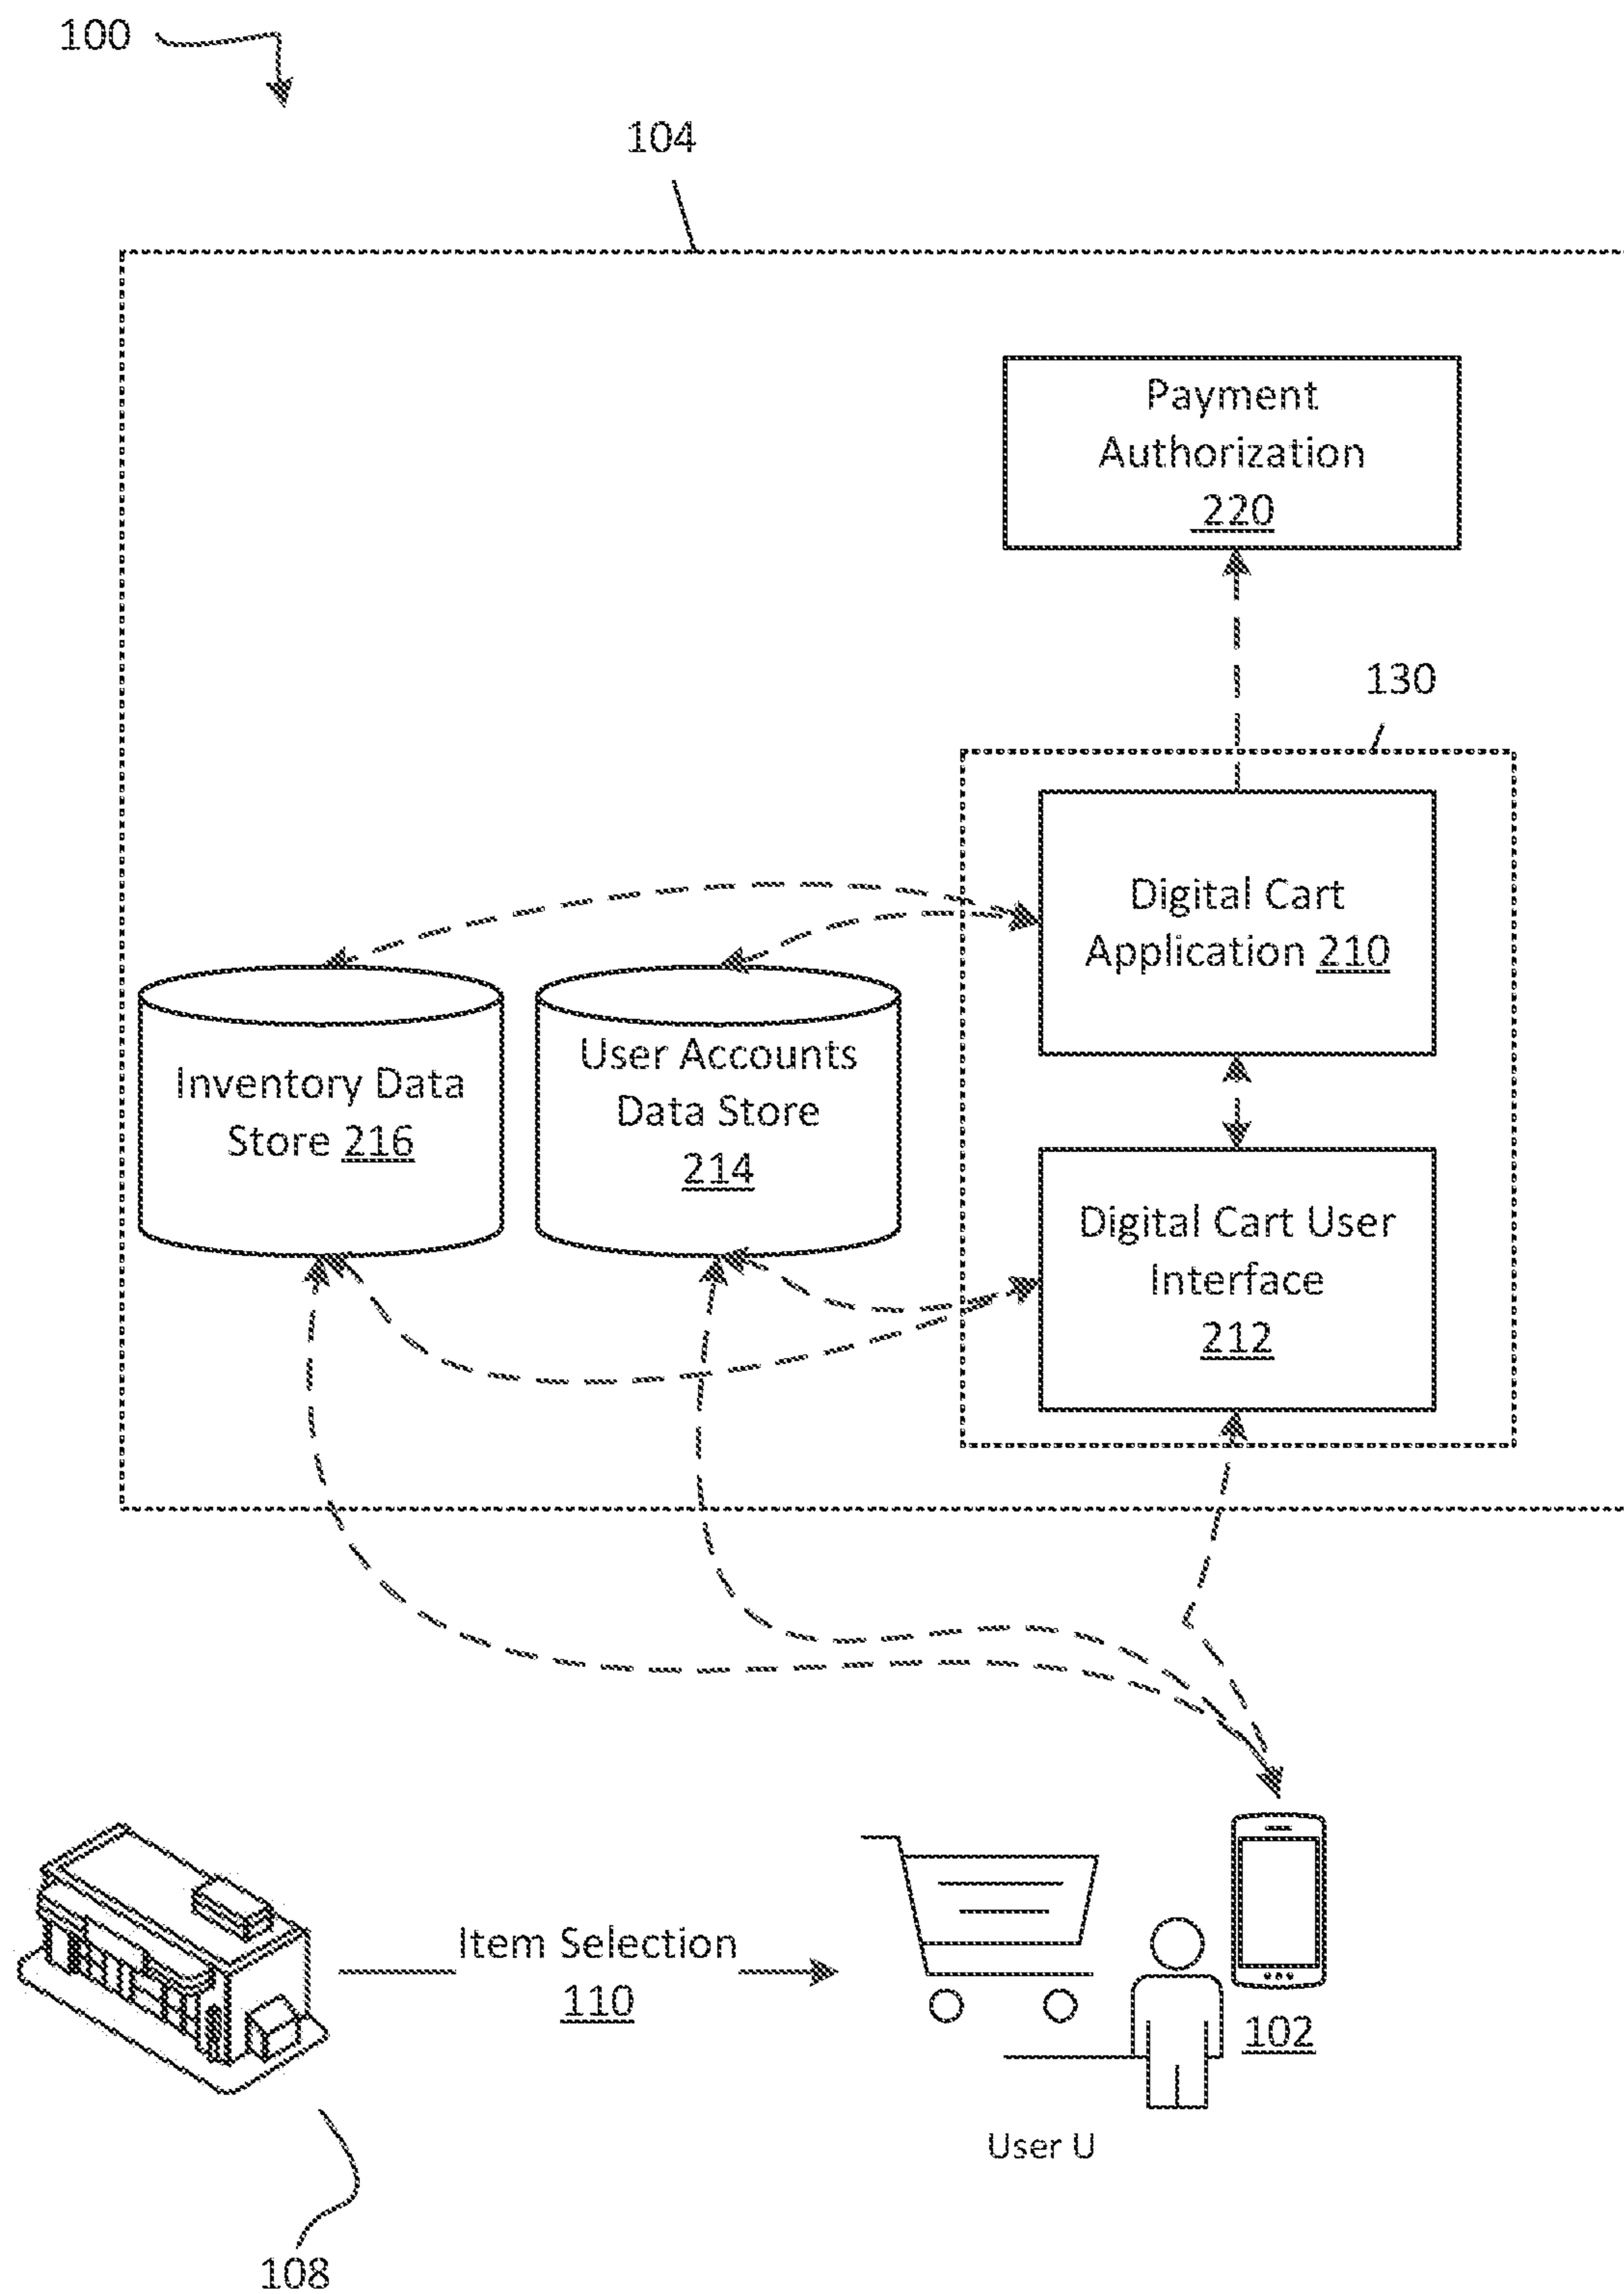 100
104
Payment
Authorization
220
130
Digital Cart
Application 210
User Accounts
Data Store
214
Inventory Data
Store 216
Digital Cart User
Interface
212
Item Selection
110
102
User U
108